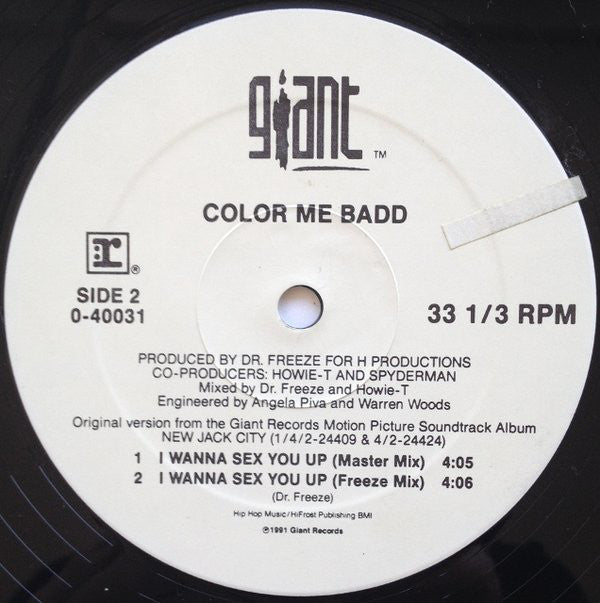 giant
TM
COLOR ME BADD
r
®
SIDE 2
0-40031
33 1/3 RPM
PRODUCED BY DR. FREEZE FOR H PRODUCTIONS
CO-PRODUCERS: HOWIE-T AND SPYDERMAN
Mixed by Dr. Freeze and Howie-T
Engineered by Angela Piva and Warren Woods
Original version from the Giant Records Motion Picture Soundtrack Album
NEW JACK CITY (1/4/2-24409 & 4/2-24424)
1 I WANNA SEX YOU UP (Master Mix) 4:05
2 I WANNA SEX YOU UP (Freeze Mix) 4:06
(Dr. Freeze)
Hip Hop Music/HiFrost Publishing BMI
℗1991 Giant Records